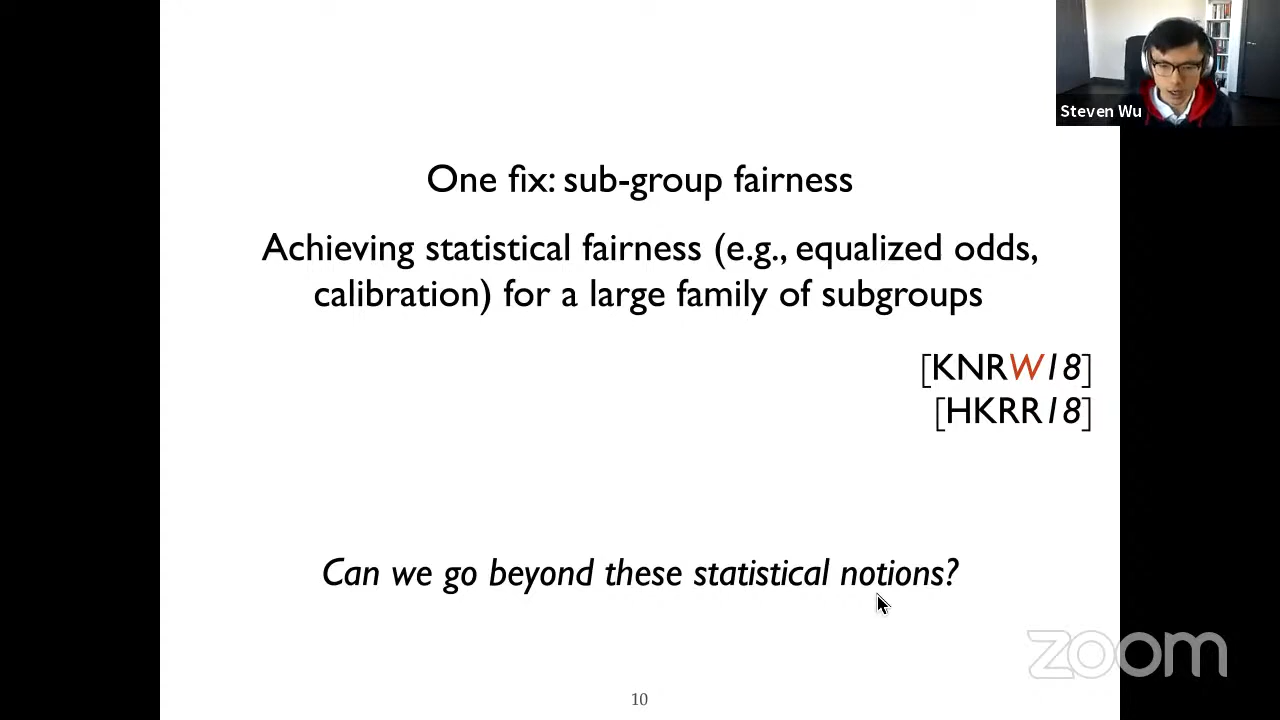 Steven Wu
One fix: sub-group fairness
Achieving statistical fairness (e.g., equalized odds,
calibration) for a large family of subgroups
[KNRW18]
[HKRR18]
Can we go beyond these statistical notions?
zoom
10